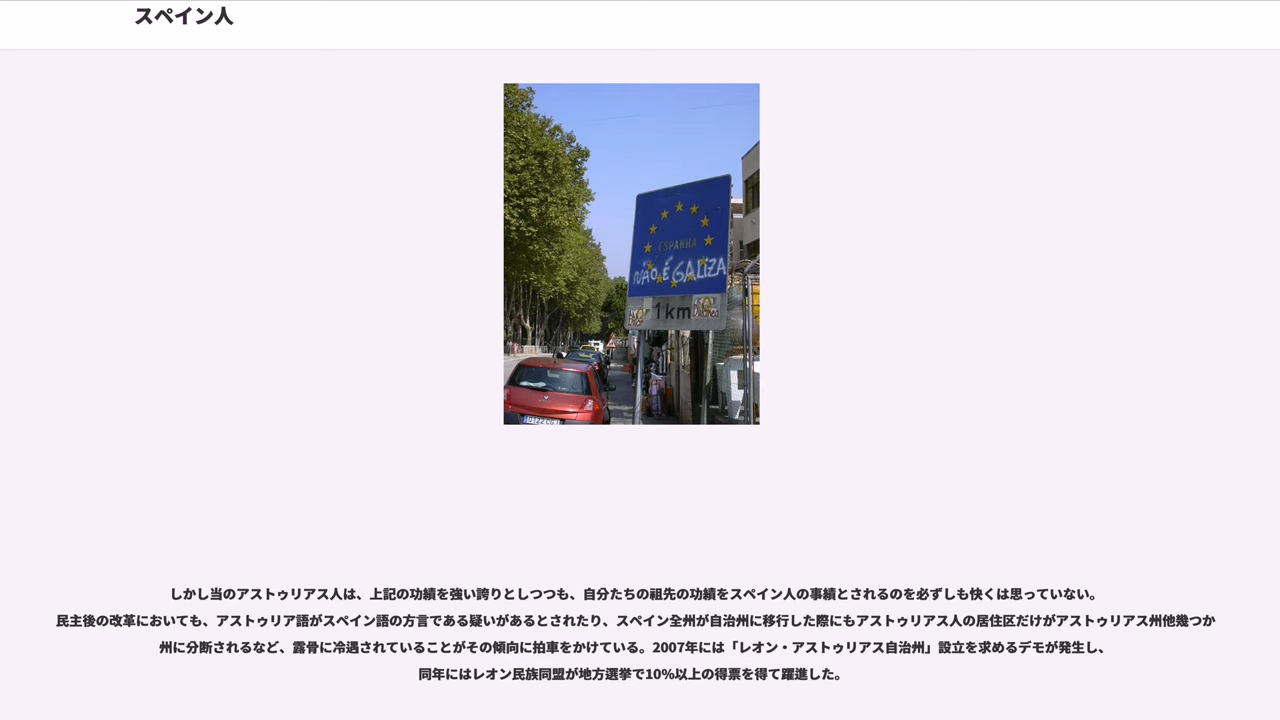 スペイン人
ESPANHA
NÃO É GALIZA
1 km
しかし当のアストゥリアス人は、上記の功績を強い誇りとしつつも、自分たちの祖先の功績をスペイン人の事績とされるのを必ずしも快くは思っていない。
民主後の改革においても、アストゥリア語がスペイン語の方言である疑いがあるとされたり、スペイン全州が自治州に移行した際にもアストゥリアス人の居住区だけがアストゥリアス州他幾つか
州に分断されるなど、露骨に冷遇されていることがその傾向に拍車をかけている。2007年には「レオン・アストゥリアス自治州」設立を求めるデモが発生し、
同年にはレオン民族同盟が地方選挙で10%以上の得票を得て躍進した。